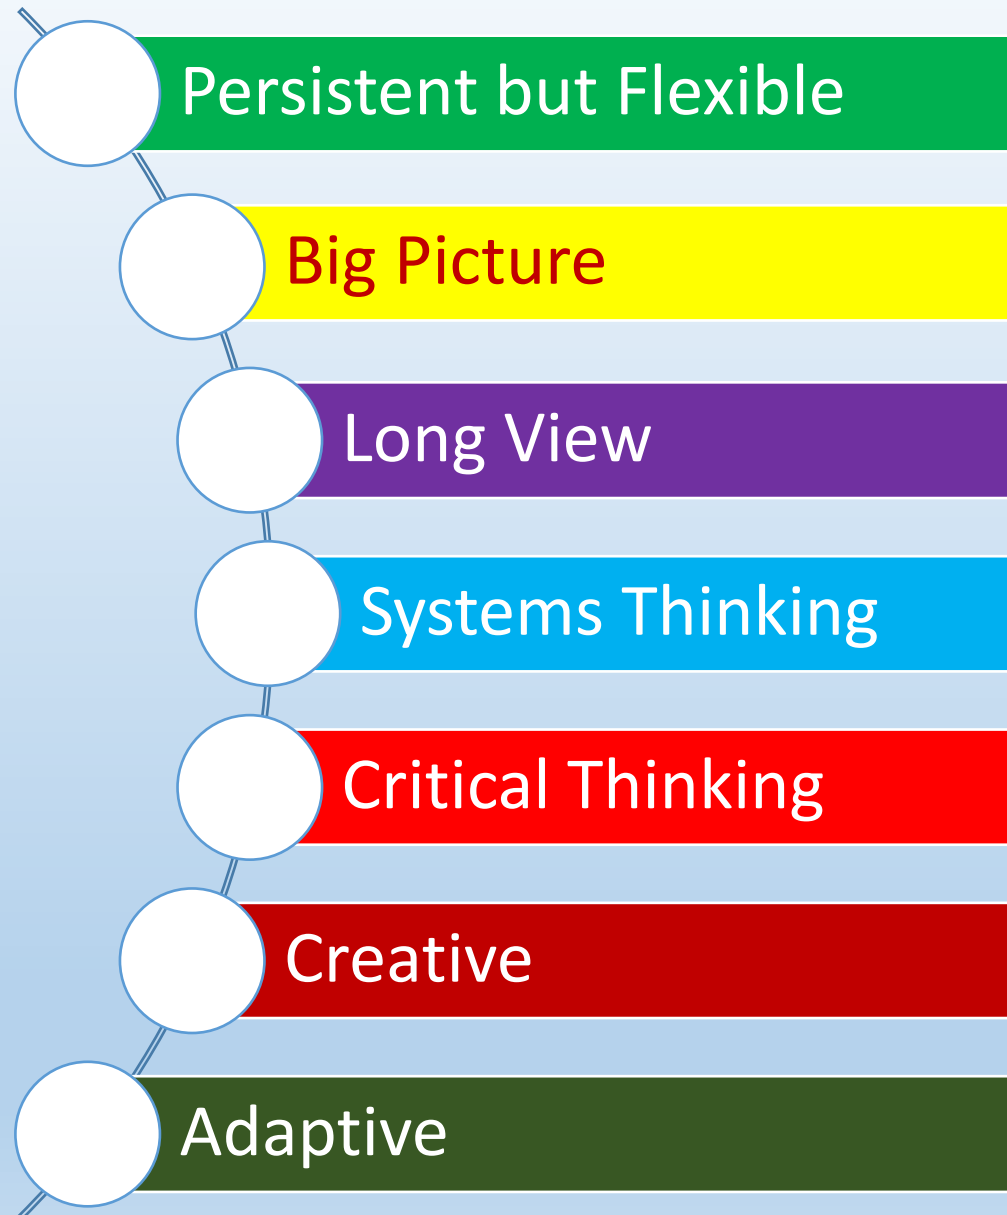 Persistent but Flexible
Big Picture
Long View
Systems Thinking
Critical Thinking
Creative
Adaptive